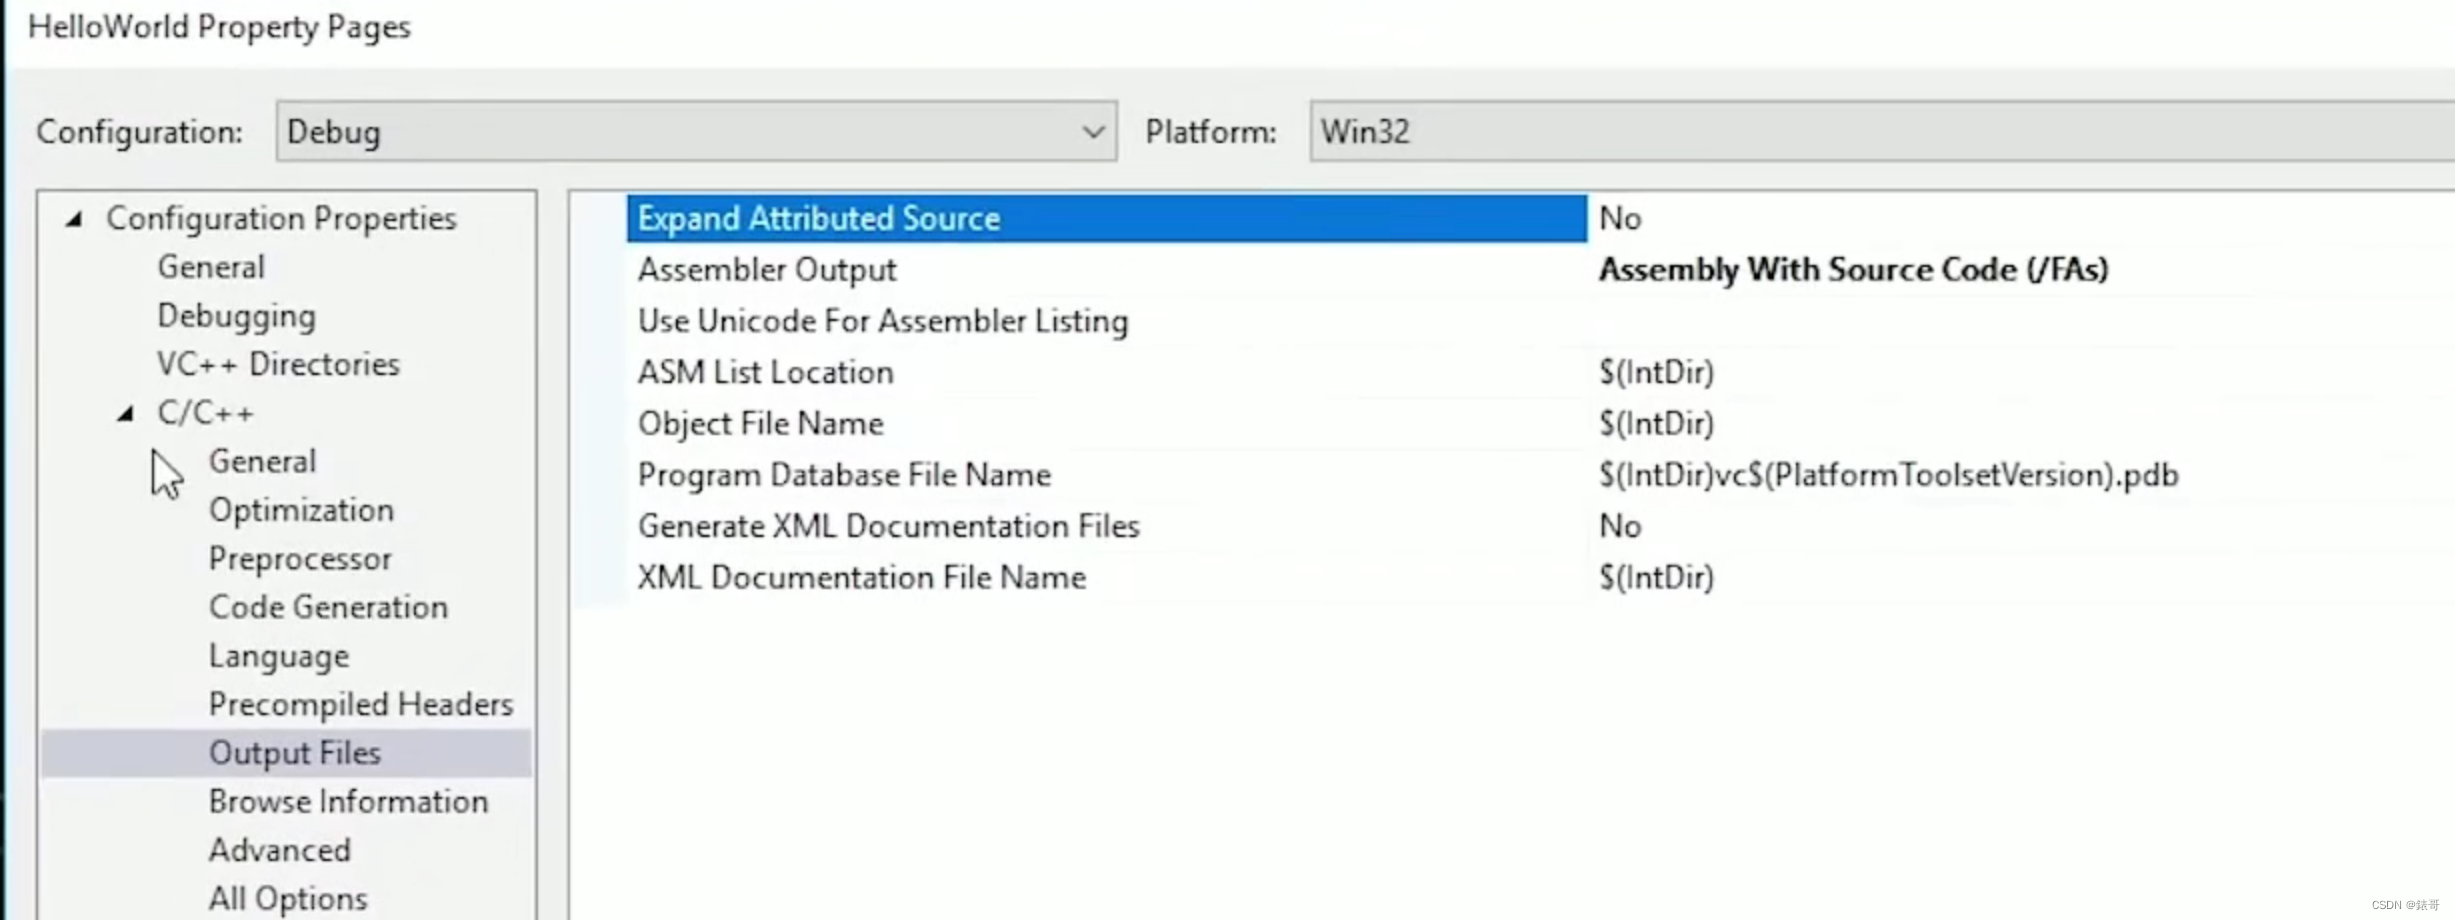 HelloWorld Property Pages
Configuration: Debug Platform: Win32
Configuration Properties
General
Debugging
VC++ Directories
C/C++
General
Optimization
Preprocessor
Code Generation
Language
Precompiled Headers
Output Files
Browse Information
Advanced
All Options
Expand Attributed Source No
Assembler Output Assembly With Source Code (/FAs)
Use Unicode For Assembler Listing
ASM List Location $(IntDir)
Object File Name $(IntDir)
Program Database File Name $(IntDir)vc$(PlatformToolsetVersion).pdb
Generate XML Documentation Files No
XML Documentation File Name $(IntDir)
CSDN @錶哥